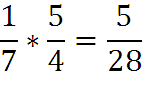 1/7 * 5/4 = 5/28